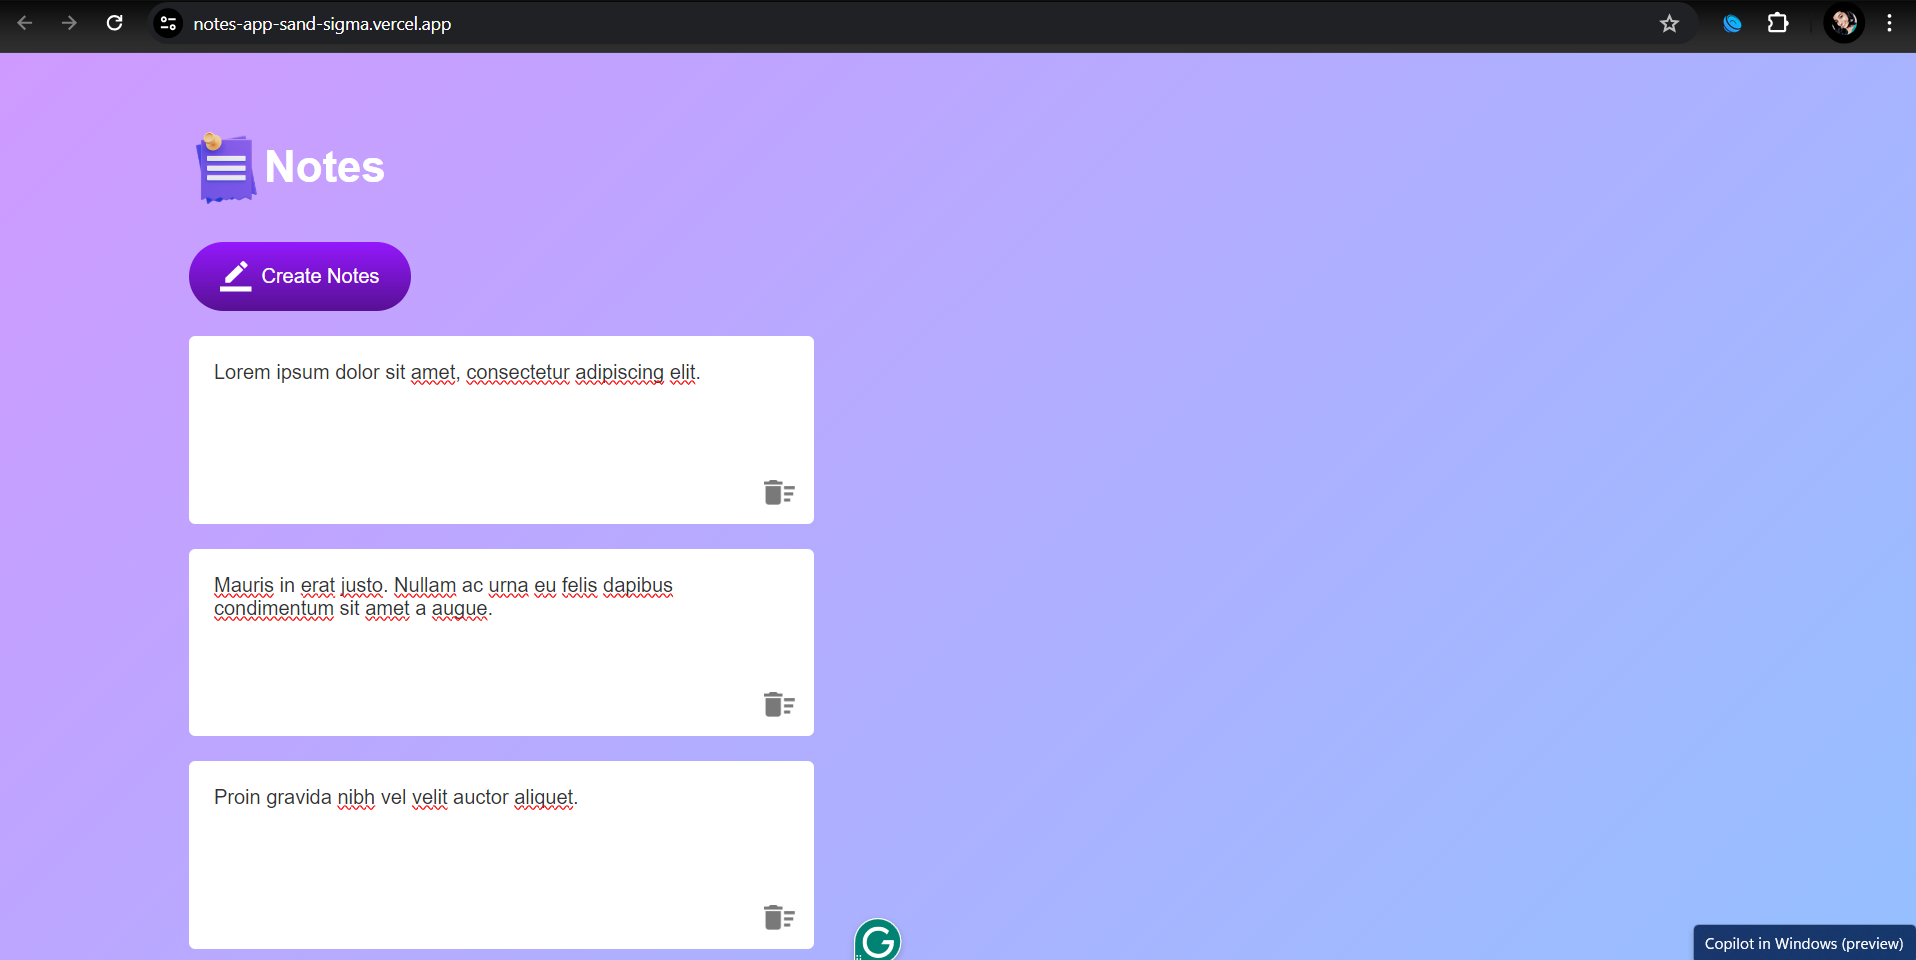 notes-app-sand-sigma.vercel.app
Notes
Create Notes
Lorem ipsum dolor sit amet, consectetur adipiscing elit.
Mauris in erat justo. Nullam ac urna eu felis dapibus
condimentum sit amet a augue.
Proin gravida nibh vel velit auctor aliquet.
G
Copilot in Windows (preview)